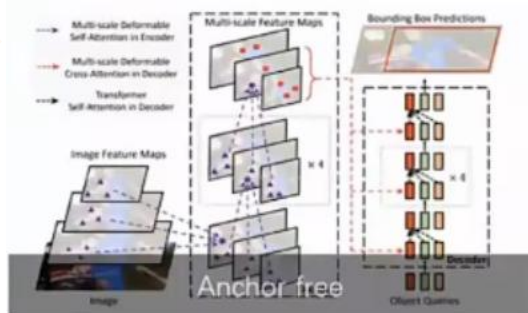 Multi-scale Deformable
Self-Attention in Encoder
Multi-scale Deformable
Cross-Attention in Decoder
Transformer
Self-Attention in Decoder
Multi-scale Feature Maps
Bounding Box Predictions
Image Feature Maps
× 4
× 4
Decoder
Anchor free
Image
Object Queries